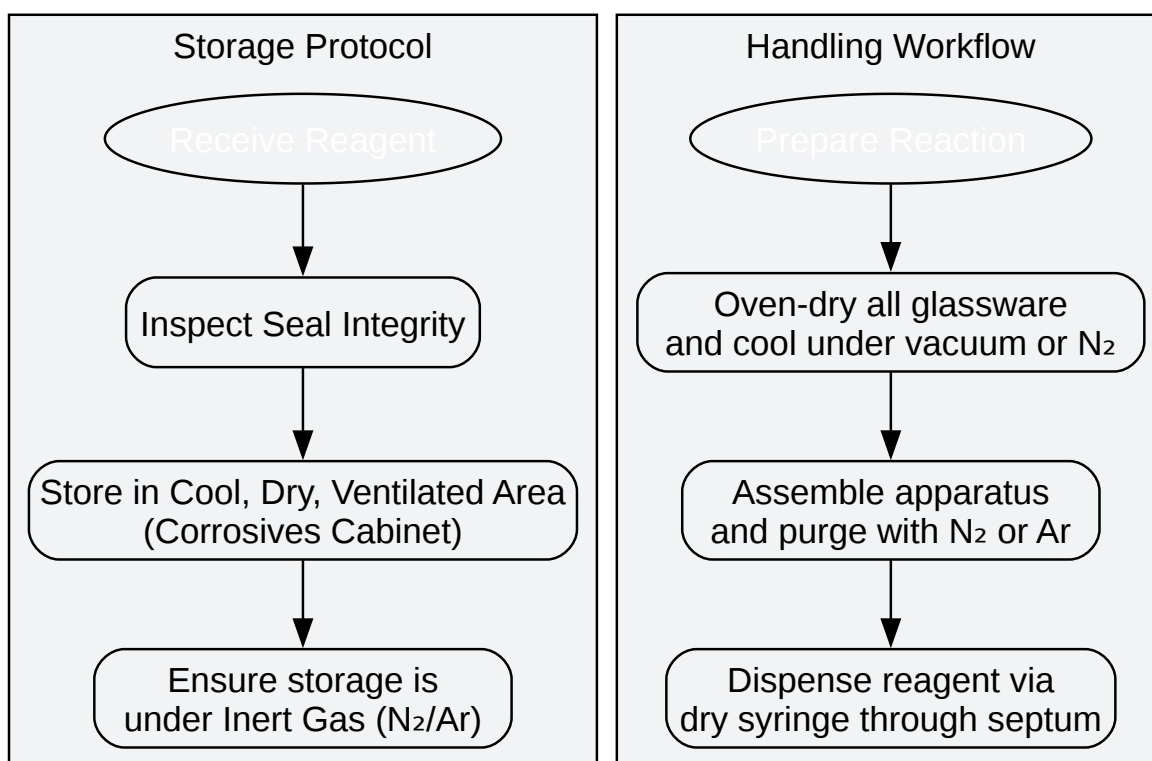 Storage Protocol
Receive Reagent
Inspect Seal Integrity
Store in Cool, Dry, Ventilated Area
(Corrosives Cabinet)
Ensure storage is
under Inert Gas (N₂/Ar)
Handling Workflow
Prepare Reaction
Oven-dry all glassware
and cool under vacuum or N₂
Assemble apparatus
and purge with N₂ or Ar
Dispense reagent via
dry syringe through septum